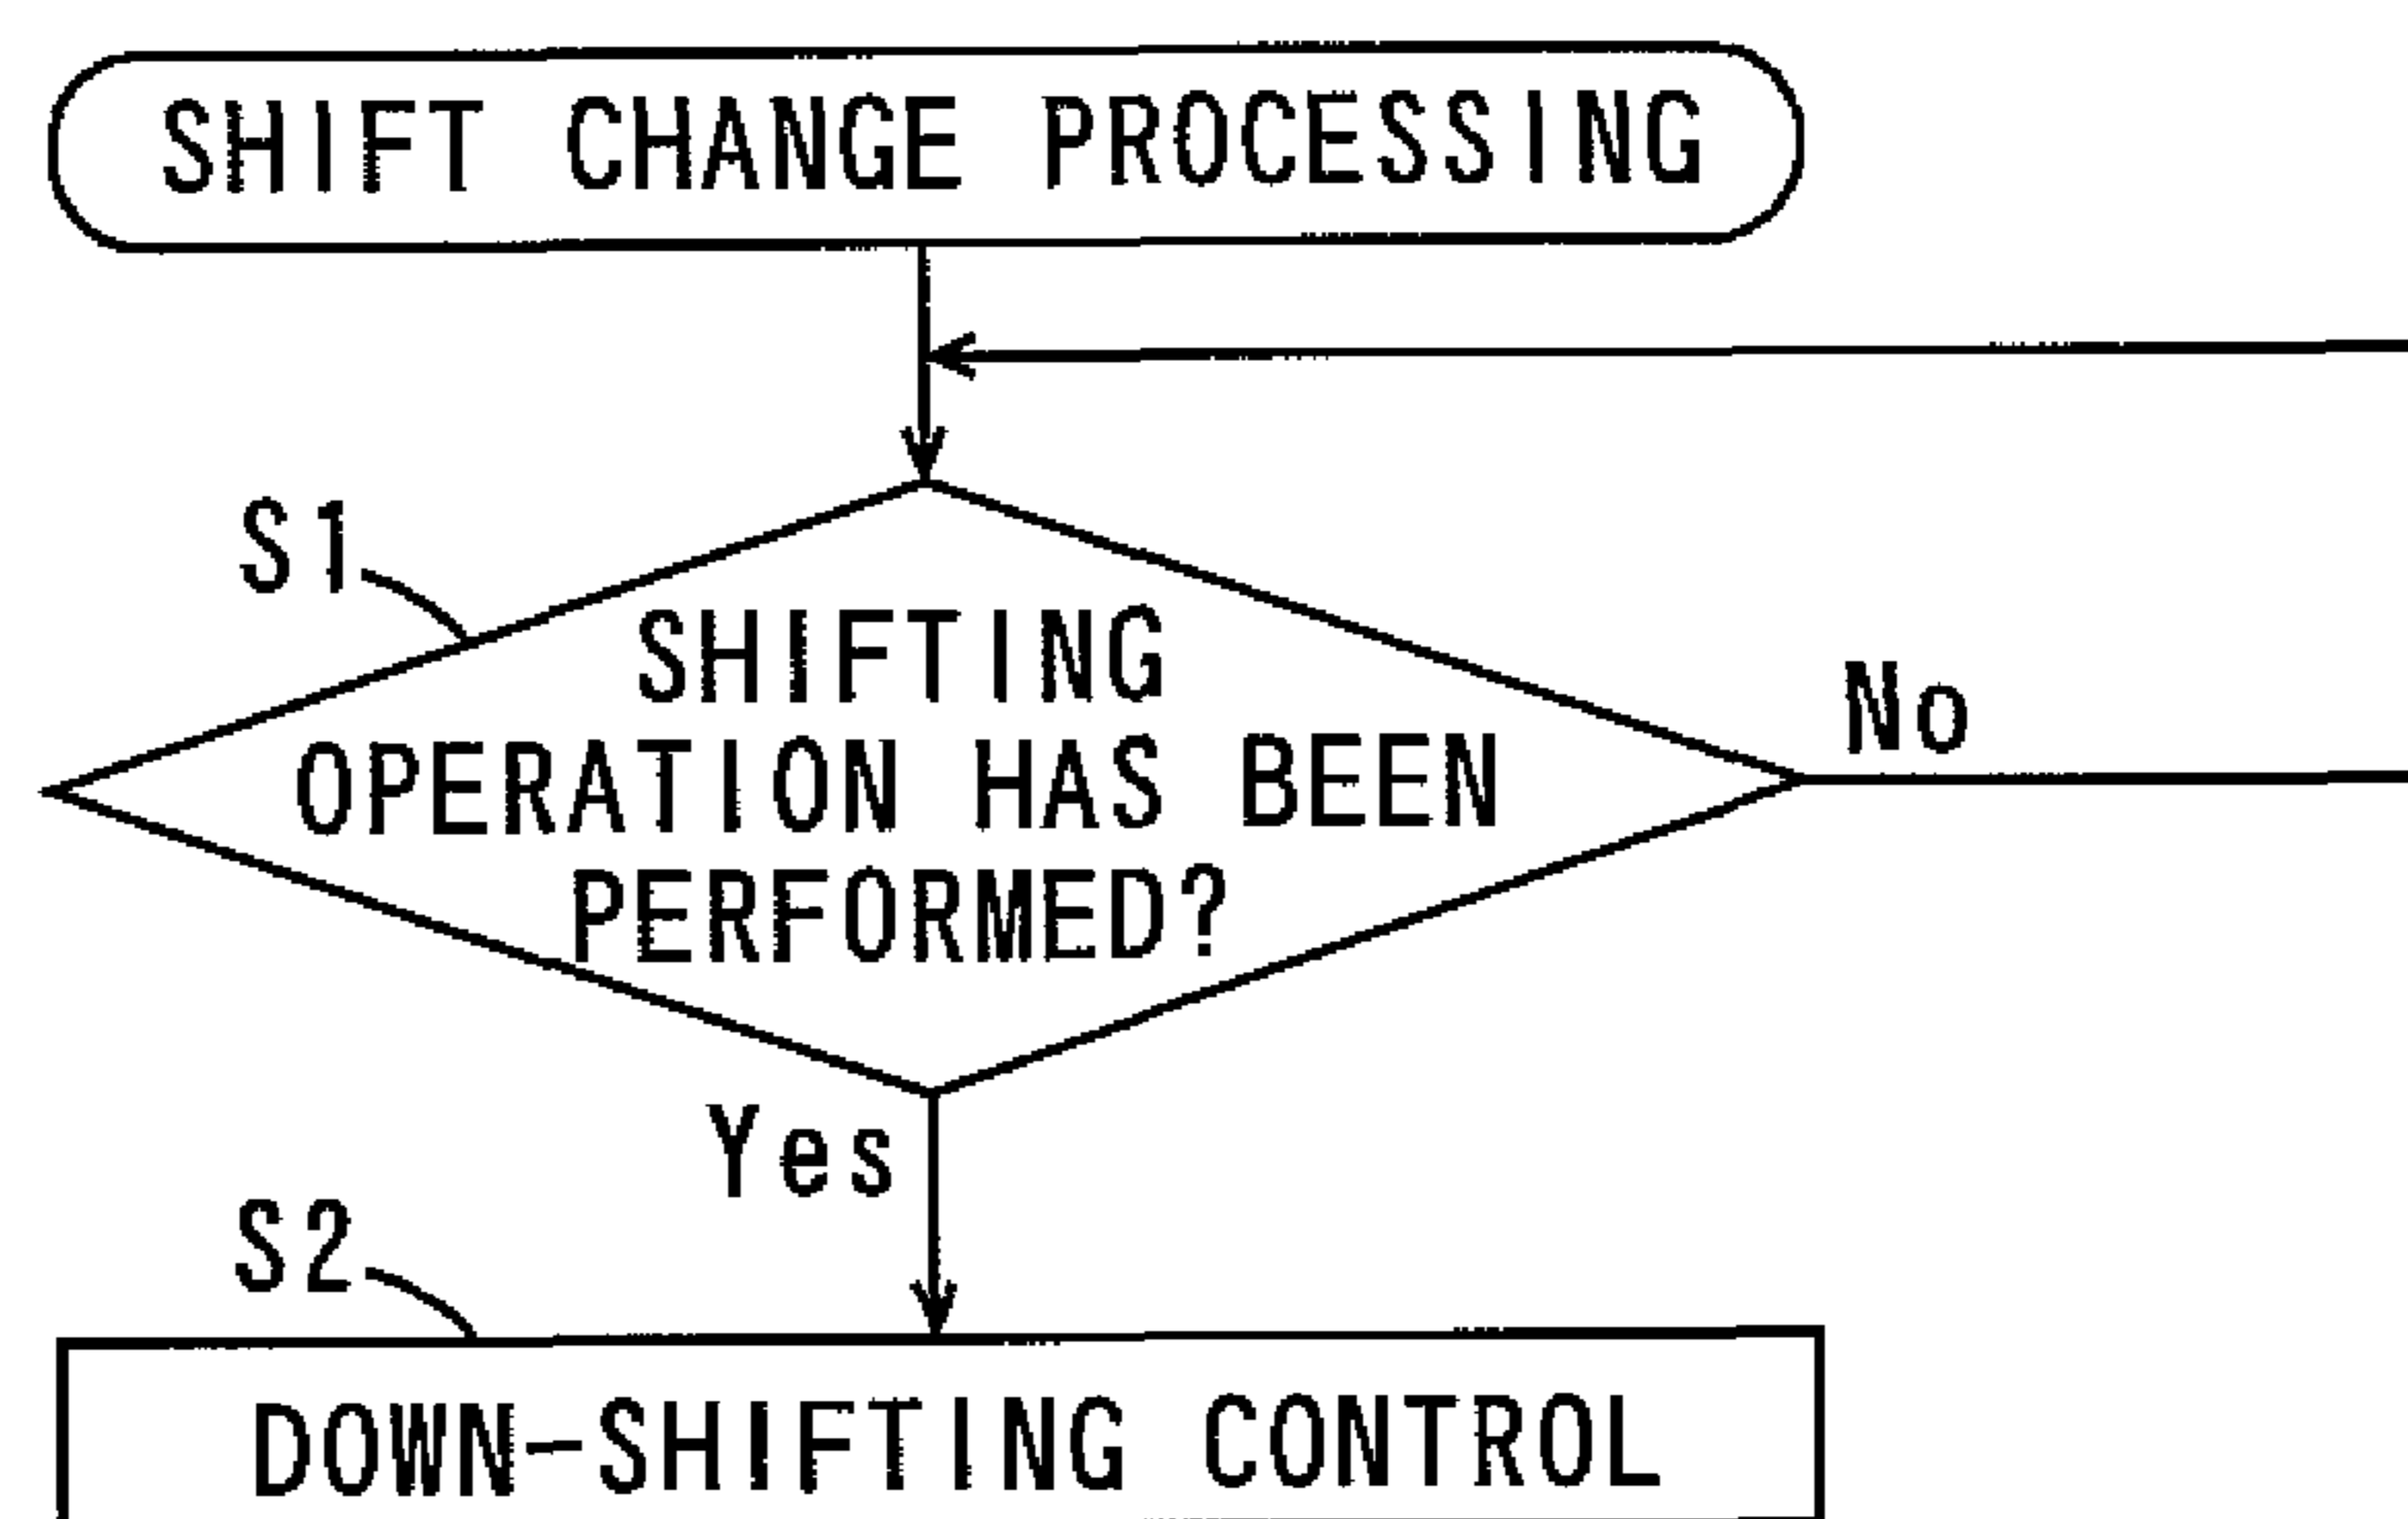 SHIFT CHANGE PROCESSING
S1
SHIFTING
OPERATION HAS BEEN
PERFORMED?
No
Yes
S2
DOWN-SHIFTING CONTROL